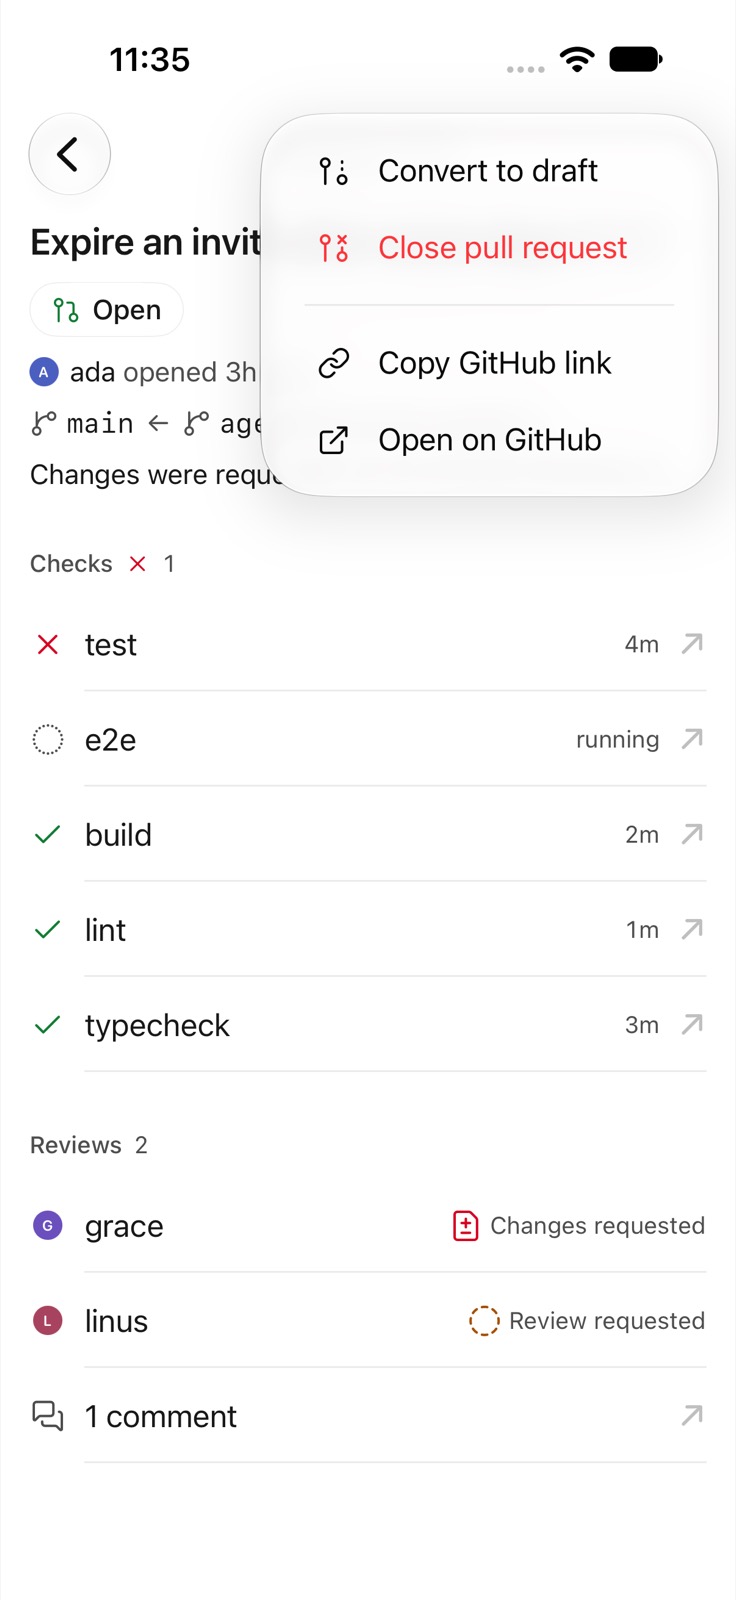 11:35
Convert to draft
Close pull request
Copy GitHub link
Open on GitHub
Expire an invit
Open
A ada opened 3h
main ← age
Changes were reque
Checks 1
test 4m
e2e running
build 2m
lint 1m
typecheck 3m
Reviews 2
G grace Changes requested
L linus Review requested
1 comment